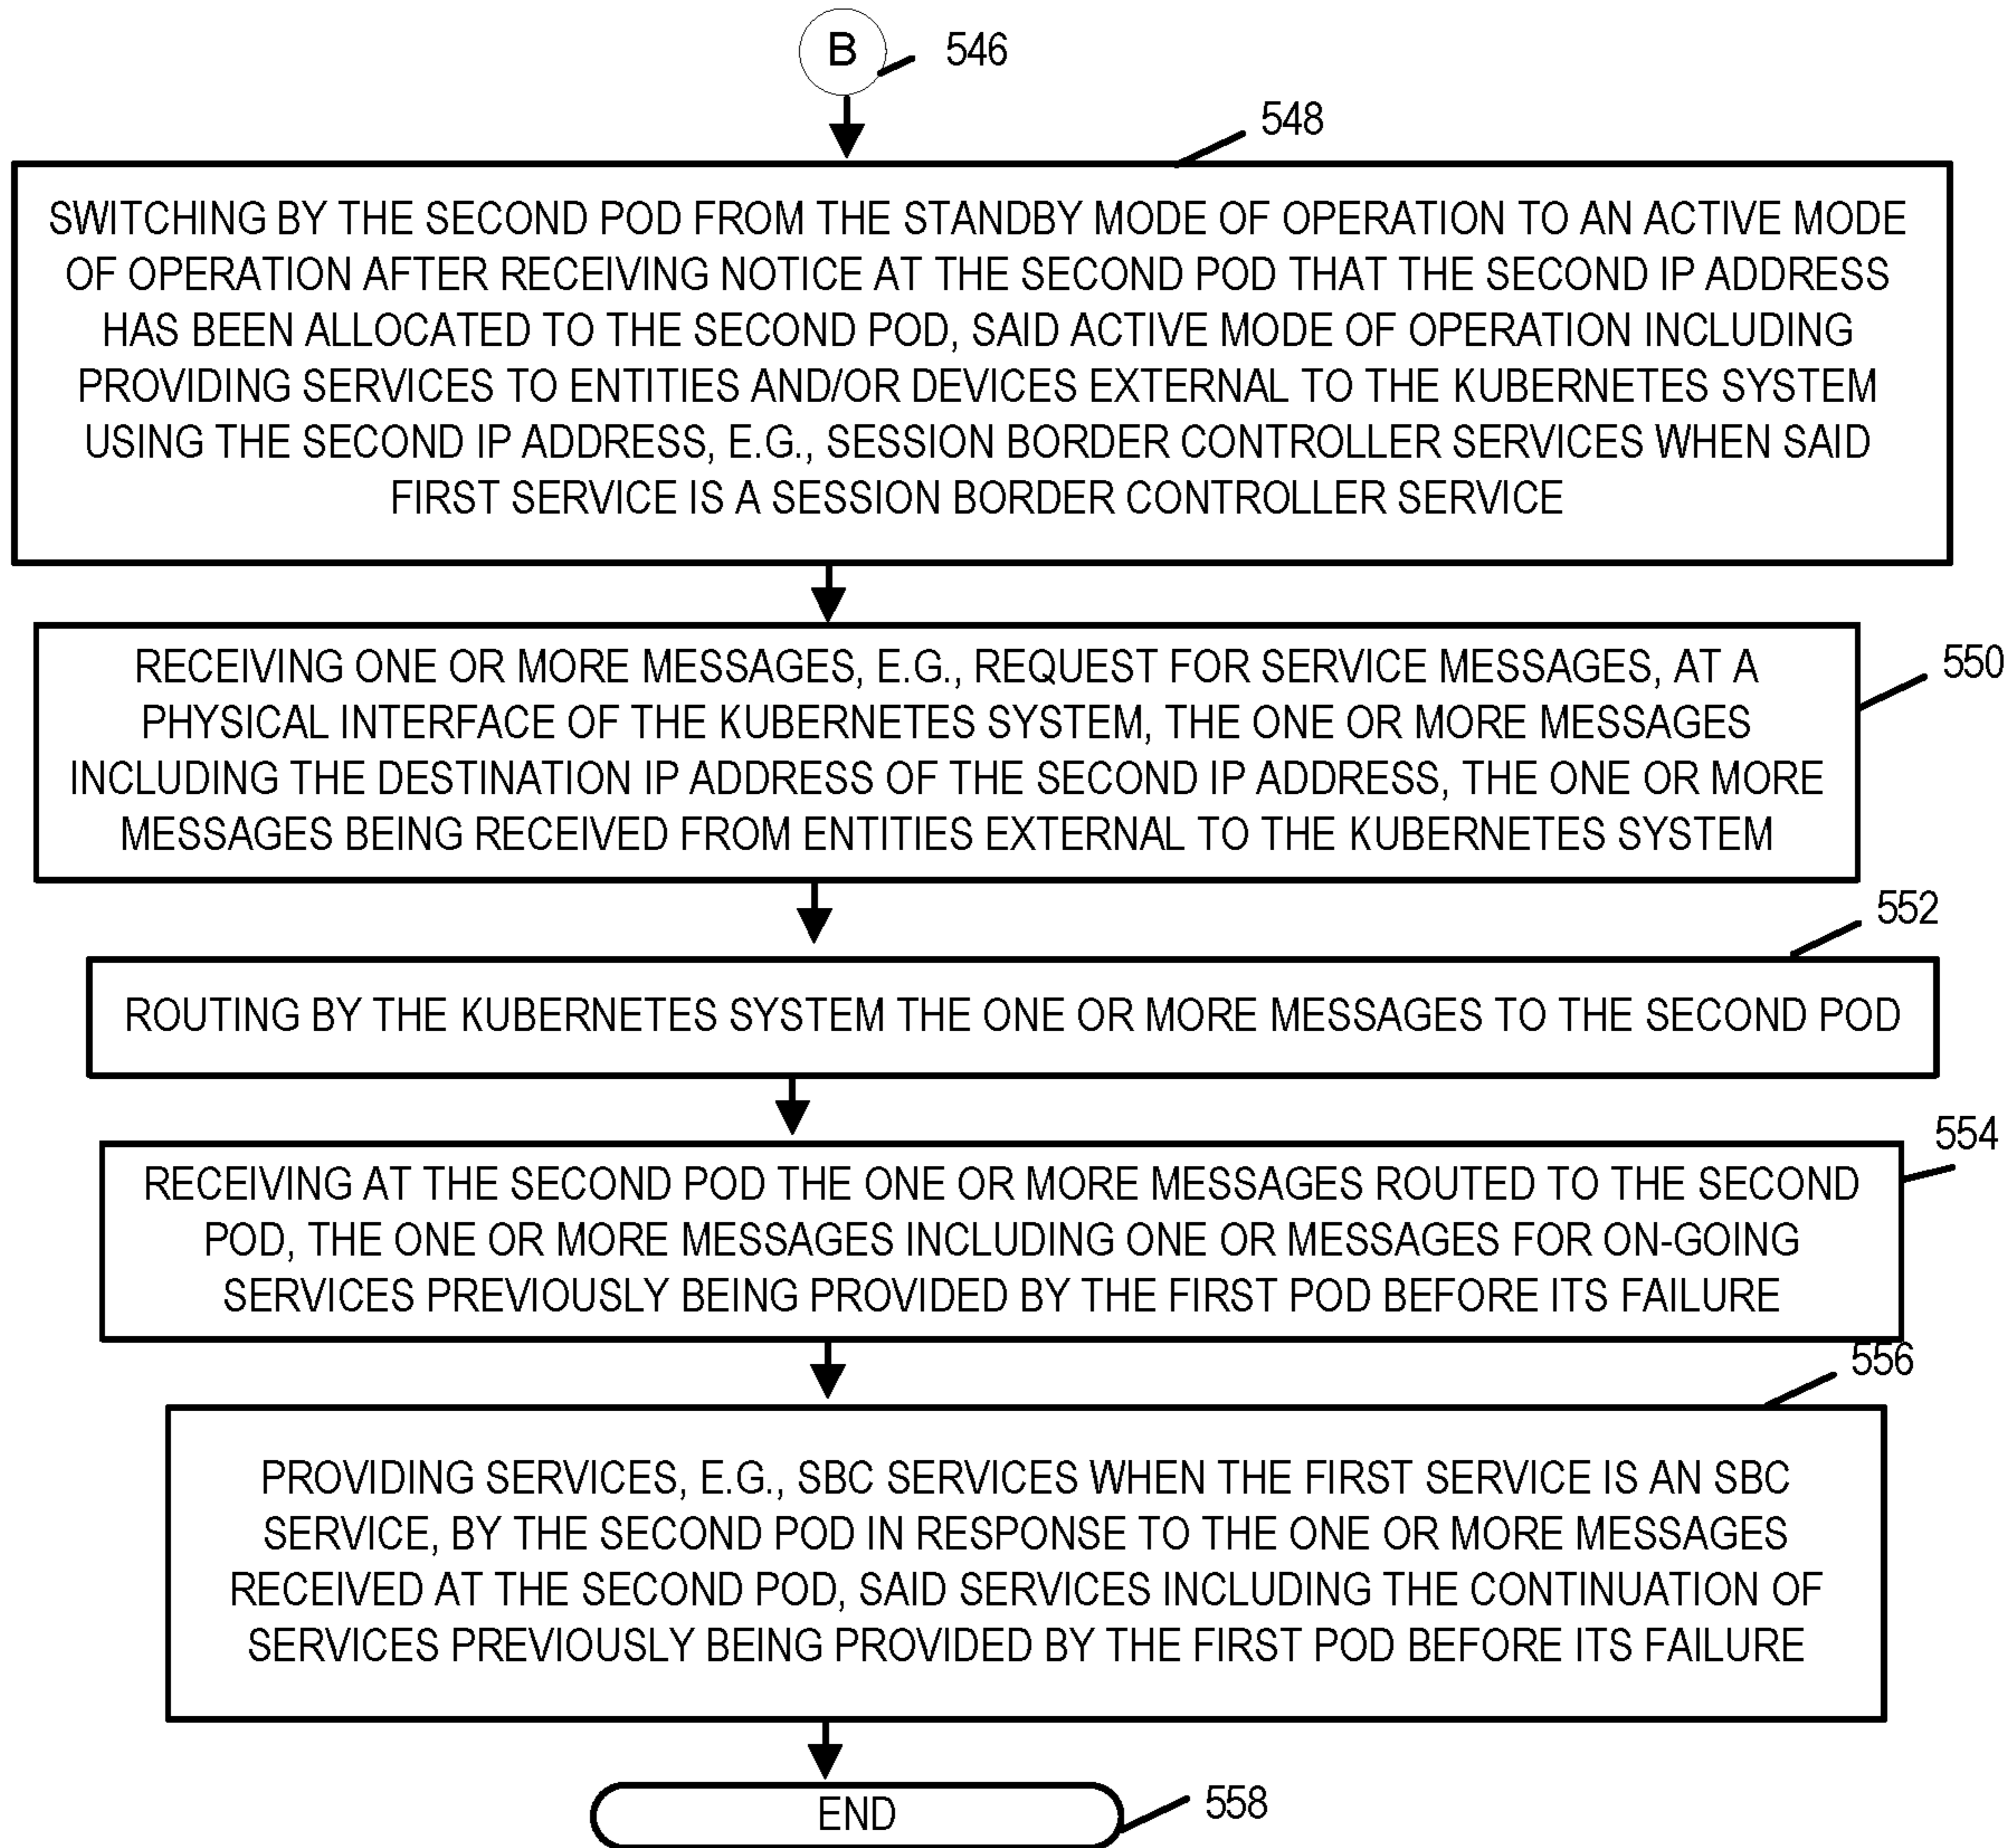 B
546
548
SWITCHING BY THE SECOND POD FROM THE STANDBY MODE OF OPERATION TO AN ACTIVE MODE
OF OPERATION AFTER RECEIVING NOTICE AT THE SECOND POD THAT THE SECOND IP ADDRESS
HAS BEEN ALLOCATED TO THE SECOND POD, SAID ACTIVE MODE OF OPERATION INCLUDING
PROVIDING SERVICES TO ENTITIES AND/OR DEVICES EXTERNAL TO THE KUBERNETES SYSTEM
USING THE SECOND IP ADDRESS, E.G., SESSION BORDER CONTROLLER SERVICES WHEN SAID
FIRST SERVICE IS A SESSION BORDER CONTROLLER SERVICE
550
RECEIVING ONE OR MORE MESSAGES, E.G., REQUEST FOR SERVICE MESSAGES, AT A
PHYSICAL INTERFACE OF THE KUBERNETES SYSTEM, THE ONE OR MORE MESSAGES
INCLUDING THE DESTINATION IP ADDRESS OF THE SECOND IP ADDRESS, THE ONE OR MORE
MESSAGES BEING RECEIVED FROM ENTITIES EXTERNAL TO THE KUBERNETES SYSTEM
552
ROUTING BY THE KUBERNETES SYSTEM THE ONE OR MORE MESSAGES TO THE SECOND POD
554
RECEIVING AT THE SECOND POD THE ONE OR MORE MESSAGES ROUTED TO THE SECOND
POD, THE ONE OR MORE MESSAGES INCLUDING ONE OR MESSAGES FOR ON-GOING
SERVICES PREVIOUSLY BEING PROVIDED BY THE FIRST POD BEFORE ITS FAILURE
556
PROVIDING SERVICES, E.G., SBC SERVICES WHEN THE FIRST SERVICE IS AN SBC
SERVICE, BY THE SECOND POD IN RESPONSE TO THE ONE OR MORE MESSAGES
RECEIVED AT THE SECOND POD, SAID SERVICES INCLUDING THE CONTINUATION OF
SERVICES PREVIOUSLY BEING PROVIDED BY THE FIRST POD BEFORE ITS FAILURE
END
558